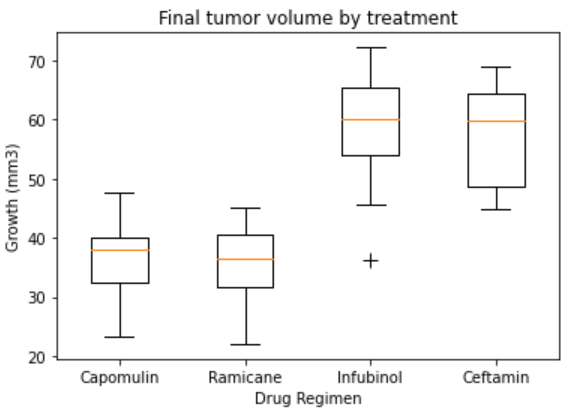 Final tumor volume by treatment
70
60
50
40
30
20
Growth (mm3)
Capomulin Ramicane Infubinol Ceftamin
Drug Regimen